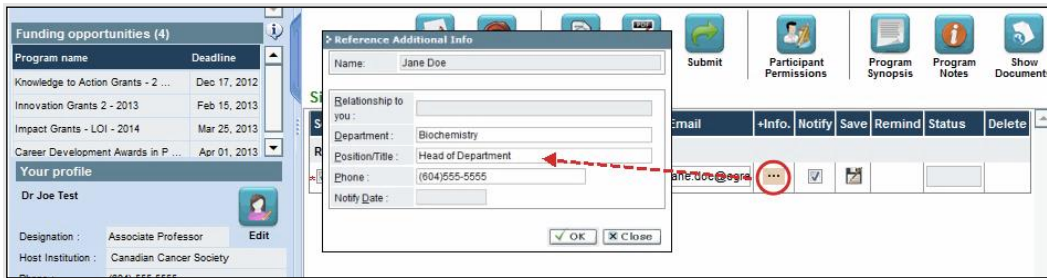 Funding opportunities (4)
Program name Deadline
Knowledge to Action Grants - 2 ... Dec 17, 2012
Innovation Grants 2 - 2013 Feb 15, 2013
Impact Grants - LOI - 2014 Mar 25, 2013
Career Development Awards in P ... Apr 01, 2013
Your profile
Dr Joe Test
Edit
Designation : Associate Professor
Host Institution : Canadian Cancer Society
Reference Additional Info
Name: Jane Doe
Relationship to you :
Department : Biochemistry
Position/Title : Head of Department
Phone : (604)555-5555
Notify Date :
OK Close
Submit
Participant Permissions
Program Synopsis
Program Notes
Show
Email +Info. Notify Save Remind Status Delete